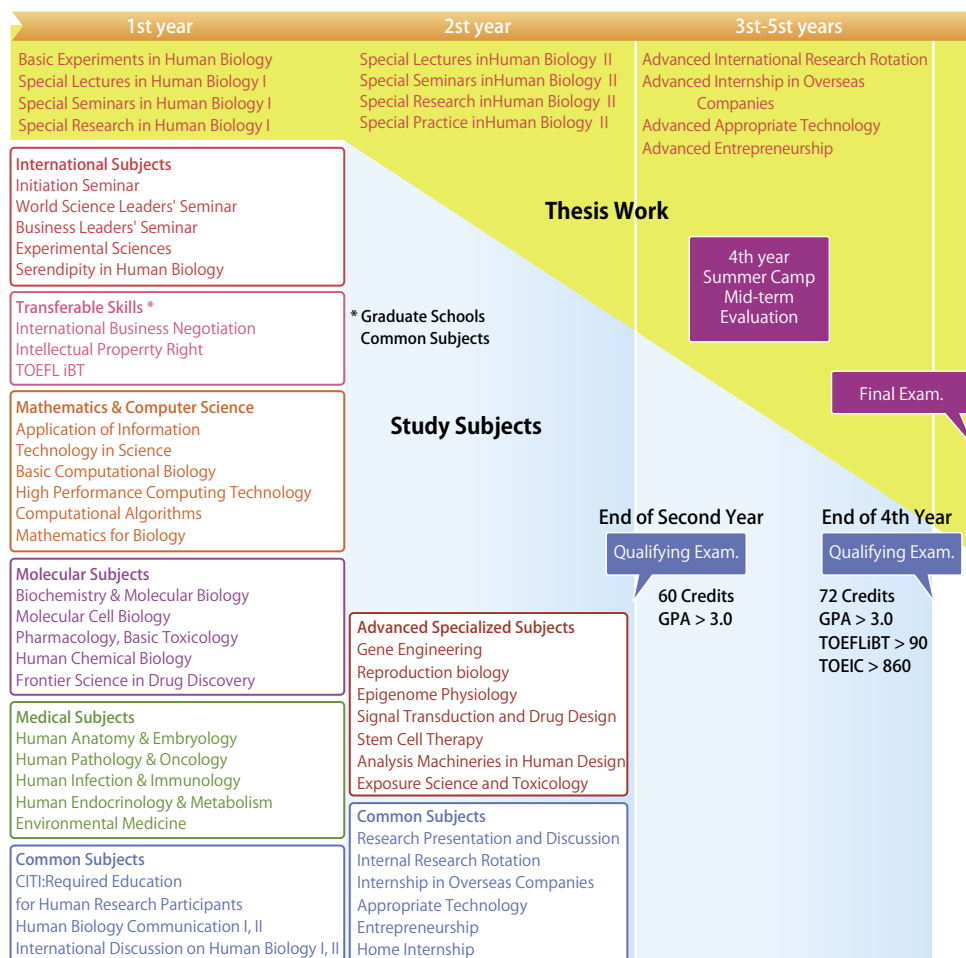 1st year
2st year
3st-5st years
Basic Experiments in Human Biology
Special Lectures in Human Biology I
Special Seminars in Human Biology I
Special Research in Human Biology I
Special Lectures inHuman Biology II
Special Seminars inHuman Biology II
Special Research inHuman Biology II
Special Practice inHuman Biology II
Advanced International Research Rotation
Advanced Internship in Overseas
Companies
Advanced Appropriate Technology
Advanced Entrepreneurship
International Subjects
Initiation Seminar
World Science Leaders' Seminar
Business Leaders' Seminar
Experimental Sciences
Serendipity in Human Biology
Thesis Work
4th year
Summer Camp
Mid-term
Evaluation
Transferable Skills *
International Business Negotiation
Intellectual Properrty Right
TOEFL iBT
* Graduate Schools
Common Subjects
Final Exam.
Mathematics & Computer Science
Application of Information
Technology in Science
Basic Computational Biology
High Performance Computing Technology
Computational Algorithms
Mathematics for Biology
Study Subjects
End of Second Year
Qualifying Exam.
60 Credits
GPA > 3.0
End of 4th Year
Qualifying Exam.
72 Credits
GPA > 3.0
TOEFLiBT > 90
TOEIC > 860
Molecular Subjects
Biochemistry & Molecular Biology
Molecular Cell Biology
Pharmacology, Basic Toxicology
Human Chemical Biology
Frontier Science in Drug Discovery
Medical Subjects
Human Anatomy & Embryology
Human Pathology & Oncology
Human Infection & Immunology
Human Endocrinology & Metabolism
Environmental Medicine
Common Subjects
CITI:Required Education
for Human Research Participants
Human Biology Communication I, II
International Discussion on Human Biology I, II
Advanced Specialized Subjects
Gene Engineering
Reproduction biology
Epigenome Physiology
Signal Transduction and Drug Design
Stem Cell Therapy
Analysis Machineries in Human Design
Exposure Science and Toxicology
Common Subjects
Research Presentation and Discussion
Internal Research Rotation
Internship in Overseas Companies
Appropriate Technology
Entrepreneurship
Home Internship